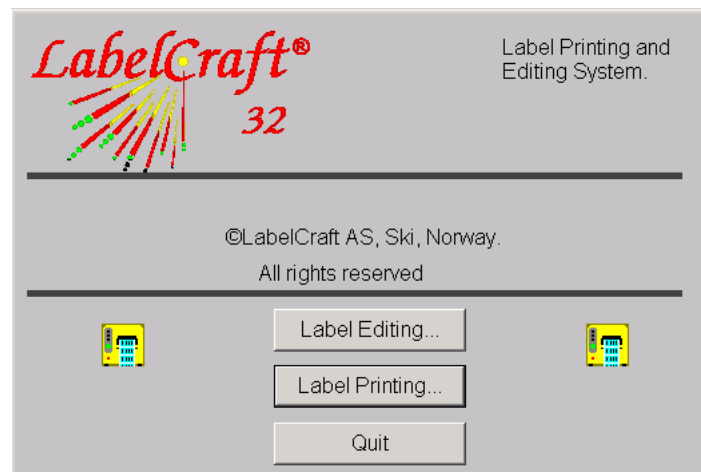 LabelCraft®
32
Label Printing and
Editing System.
©LabelCraft AS, Ski, Norway.
All rights reserved
Label Editing...
Label Printing...
Quit